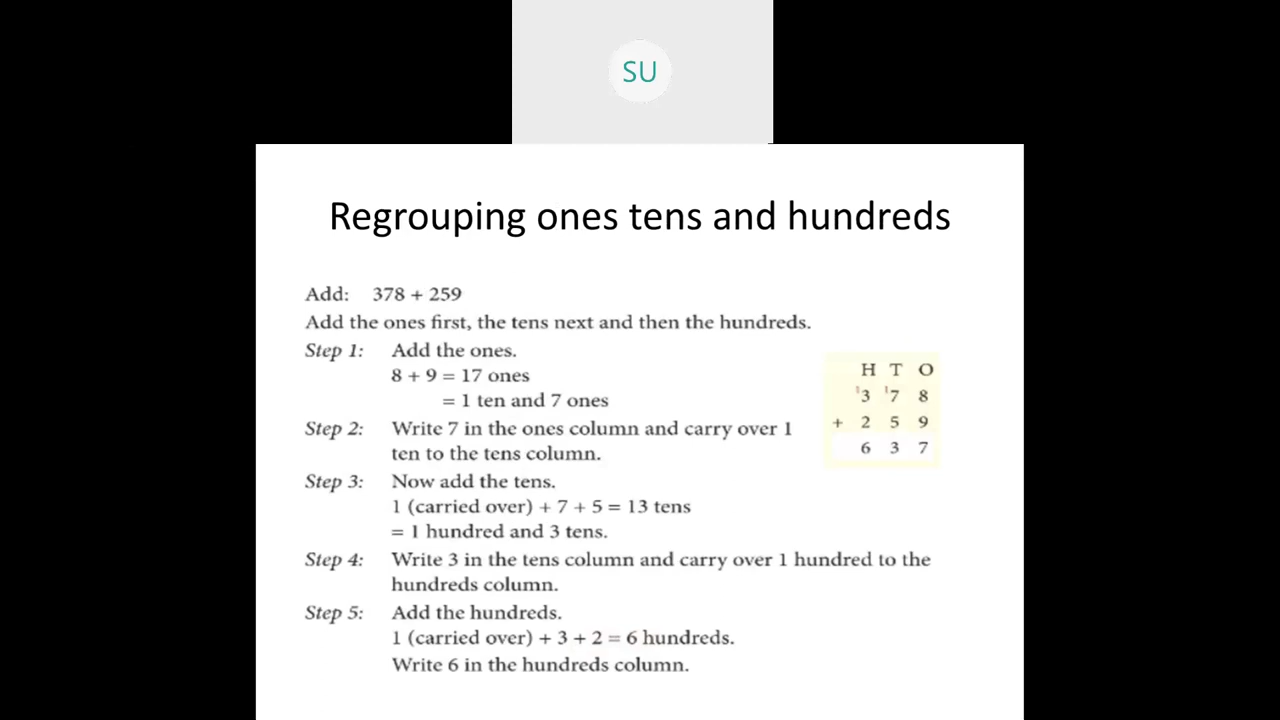 SU
Regrouping ones tens and hundreds
Add: 378 + 259
Add the ones first, the tens next and then the hundreds.
Step 1: Add the ones.
8 + 9 = 17 ones
= 1 ten and 7 ones
Step 2: Write 7 in the ones column and carry over 1
ten to the tens column.
Step 3: Now add the tens.
1 (carried over) + 7 + 5 = 13 tens
= 1 hundred and 3 tens.
Step 4: Write 3 in the tens column and carry over 1 hundred to the
hundreds column.
Step 5: Add the hundreds.
1 (carried over) + 3 + 2 = 6 hundreds.
Write 6 in the hundreds column.
H T O
¹3 ¹7 8
+ 2 5 9
6 3 7